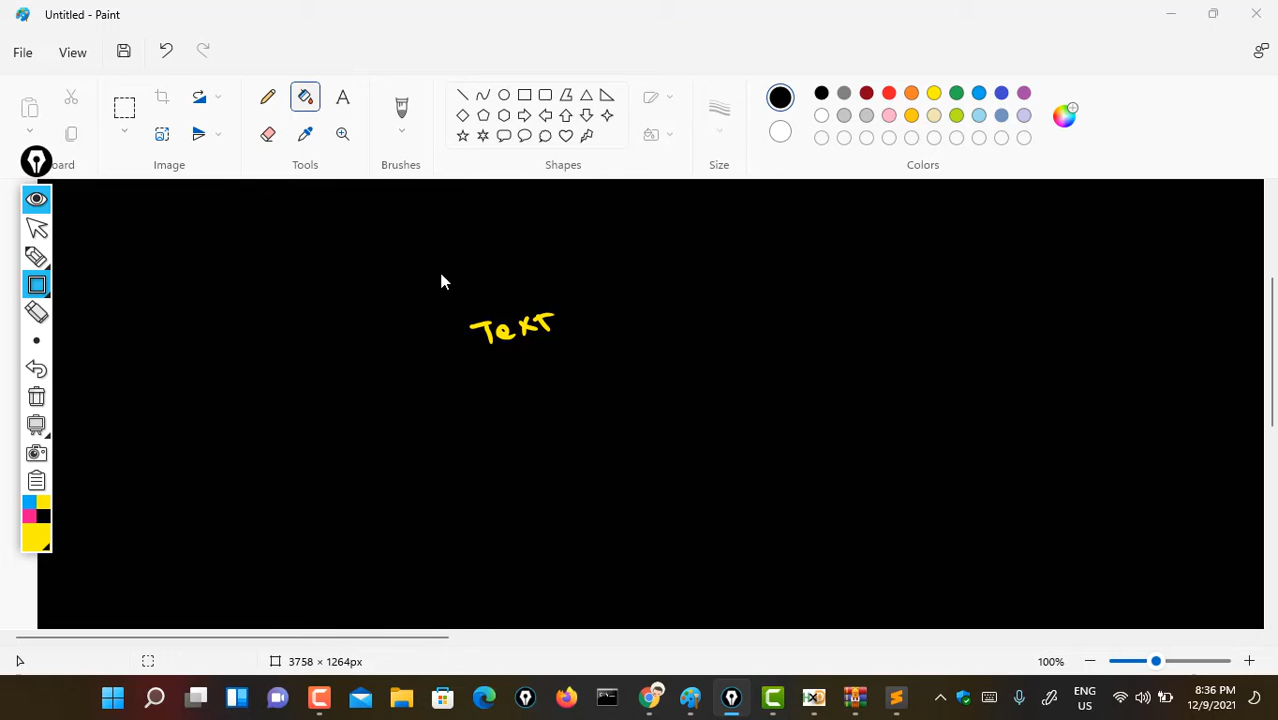 Untitled - Paint
File View
board Image Tools Brushes Shapes Size Colors
Text
3758 × 1264px 100%
ENG 8:36 PM
US 12/9/2021